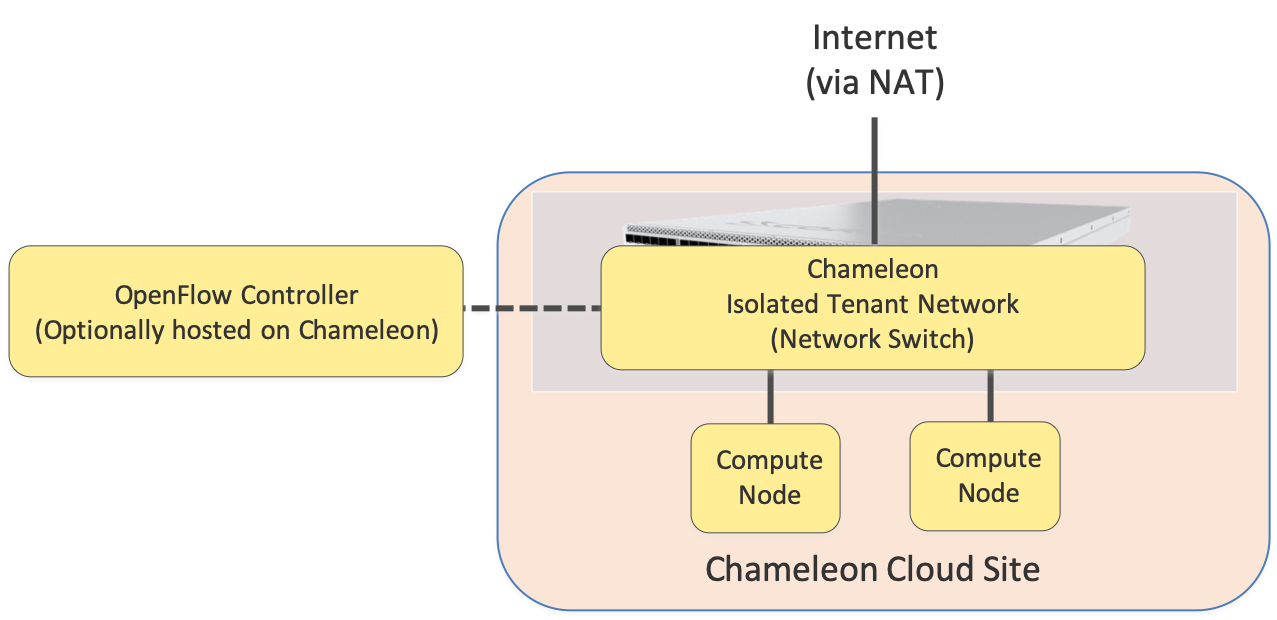 Internet
(via NAT)
Chameleon
Isolated Tenant Network
(Network Switch)
OpenFlow Controller
(Optionally hosted on Chameleon)
Compute
Node
Compute
Node
Chameleon Cloud Site